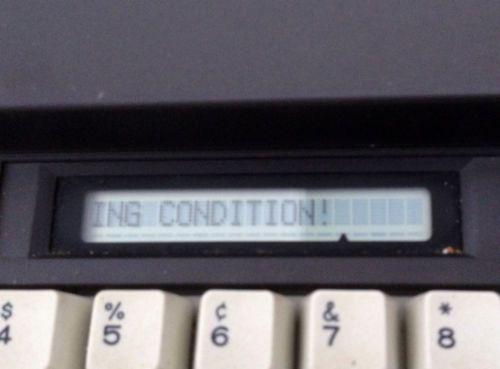 ING CONDITION!
$ % ¢ & *
4 5 6 7 8